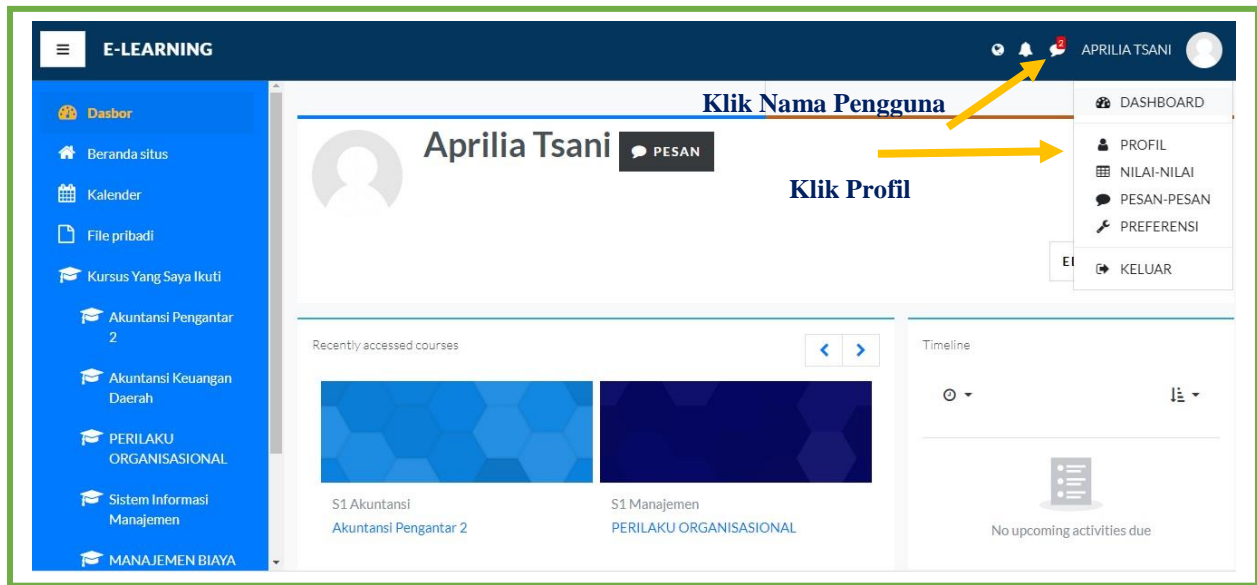 E-LEARNING
2
APRILIA TSANI
Dasbor
Beranda situs
Kalender
File pribadi
Kursus Yang Saya Ikuti
Akuntansi Pengantar
2
Akuntansi Keuangan
Daerah
PERILAKU
ORGANISASIONAL
Sistem Informasi
Manajemen
MANAJEMEN BIAYA
Klik Nama Pengguna
Aprilia Tsani
PESAN
Klik Profil
DASHBOARD
PROFIL
NILAI-NILAI
PESAN-PESAN
PREFERENSI
KELUAR
Recently accessed courses
S1 Akuntansi
Akuntansi Pengantar 2
S1 Manajemen
PERILAKU ORGANISASIONAL
Timeline
No upcoming activities due